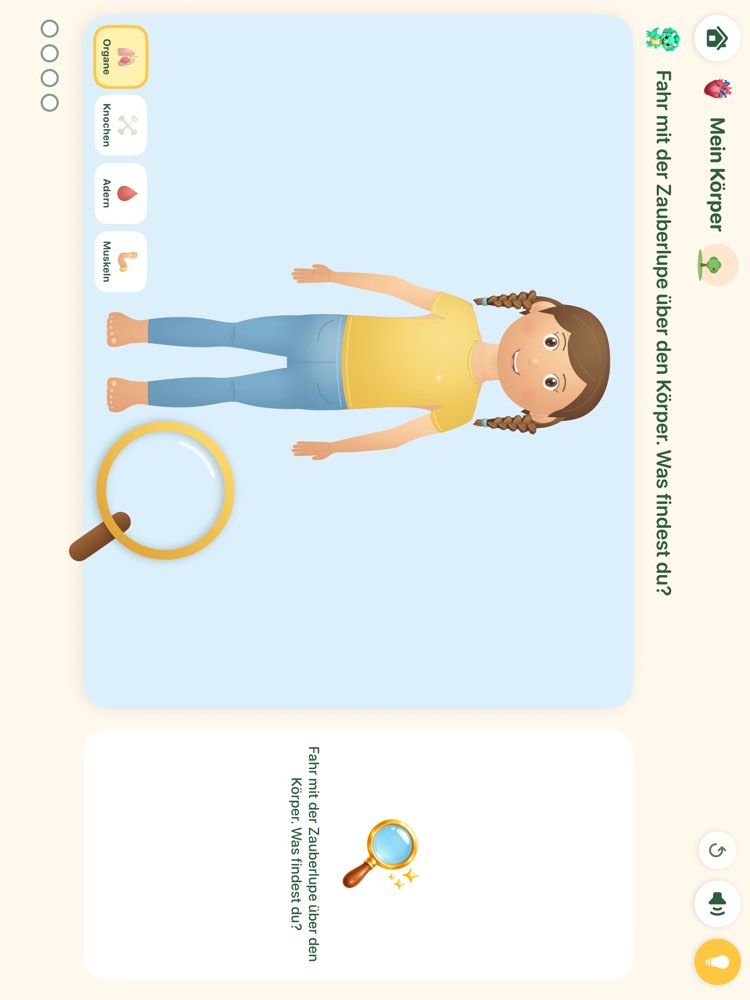 Mein Körper
Fahr mit der Zauberlupe über den Körper. Was findest du?
Organe
Knochen
Adern
Muskeln
Fahr mit der Zauberlupe über den
Körper. Was findest du?